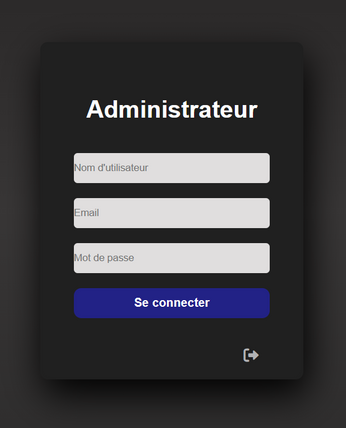 Administrateur
Nom d'utilisateur
Email
Mot de passe
Se connecter